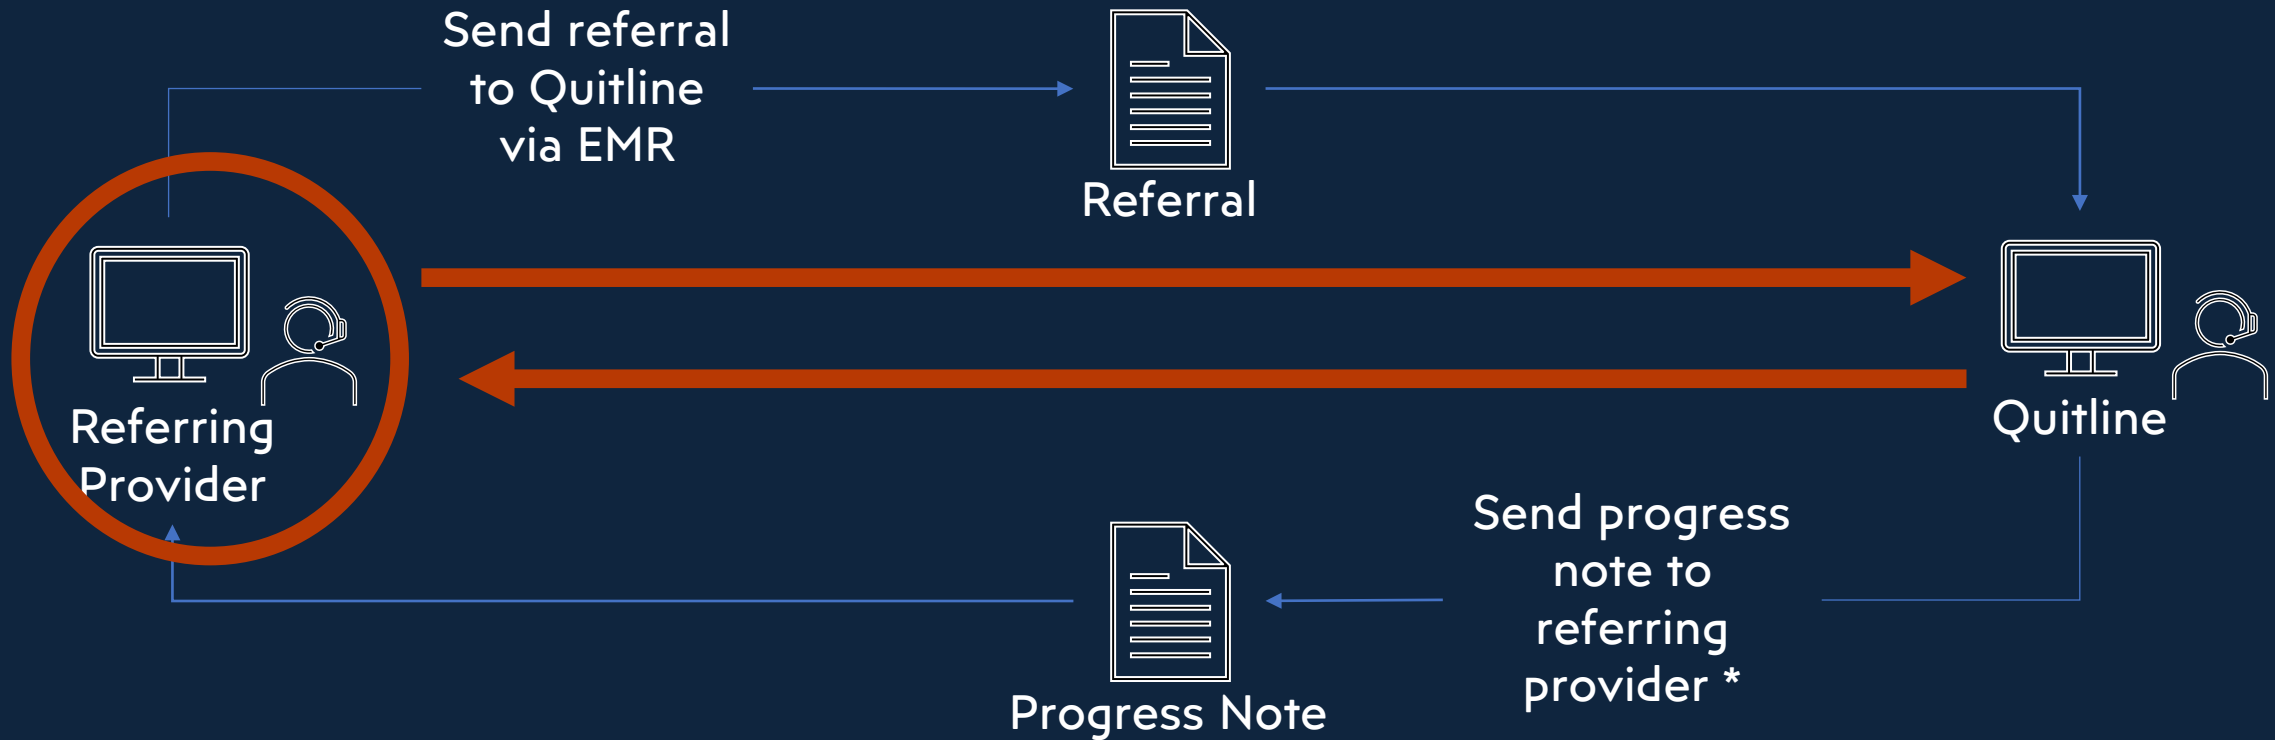 Send referral
to Quitline
via EMR
Referral
Referring
Provider
Quitline
Send progress
note to
referring
provider *
Progress Note